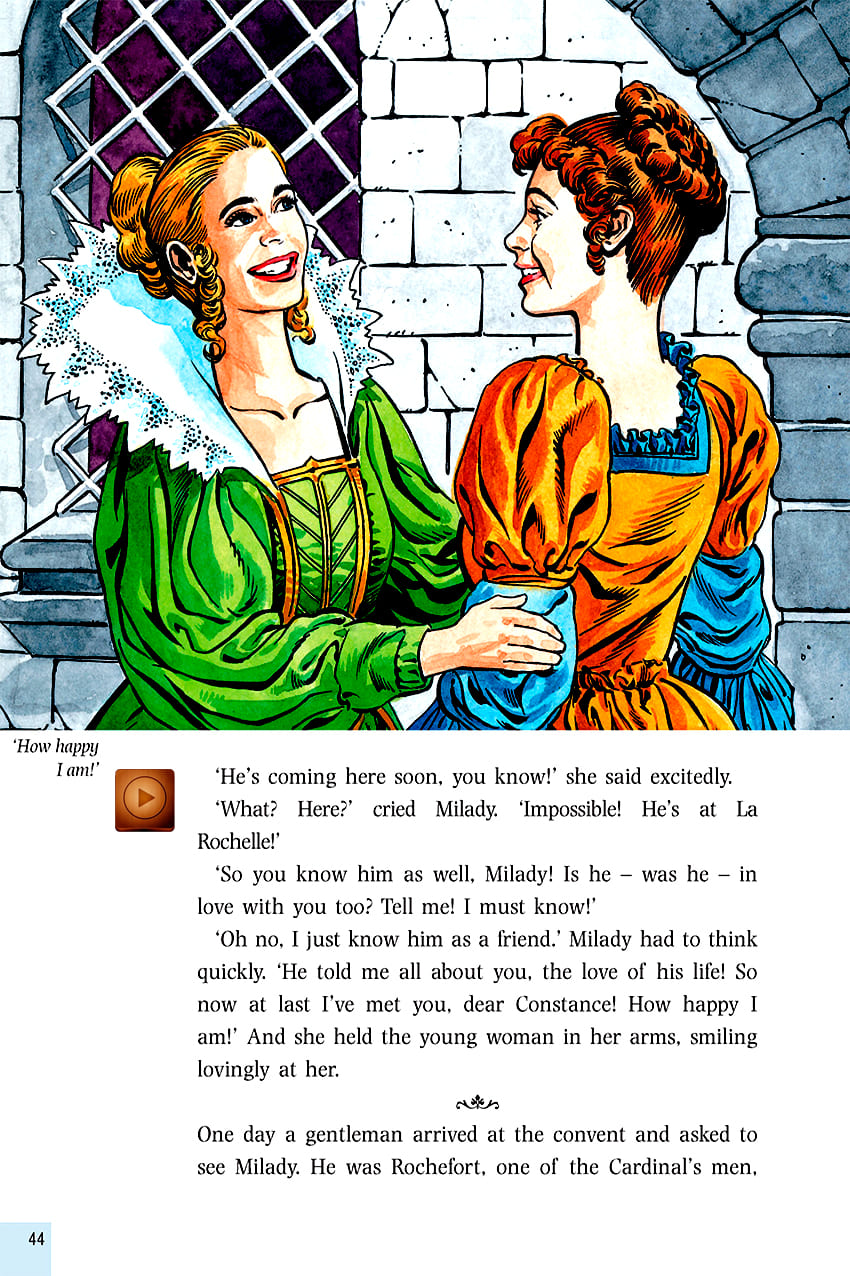 ‘How happy
I am!’
‘He’s coming here soon, you know!’ she said excitedly.
‘What? Here?’ cried Milady. ‘Impossible! He’s at La
Rochelle!’
‘So you know him as well, Milady! Is he – was he – in
love with you too? Tell me! I must know!’
‘Oh no, I just know him as a friend.’ Milady had to think
quickly. ‘He told me all about you, the love of his life! So
now at last I’ve met you, dear Constance! How happy I
am!’ And she held the young woman in her arms, smiling
lovingly at her.
One day a gentleman arrived at the convent and asked to
see Milady. He was Rochefort, one of the Cardinal’s men,
44